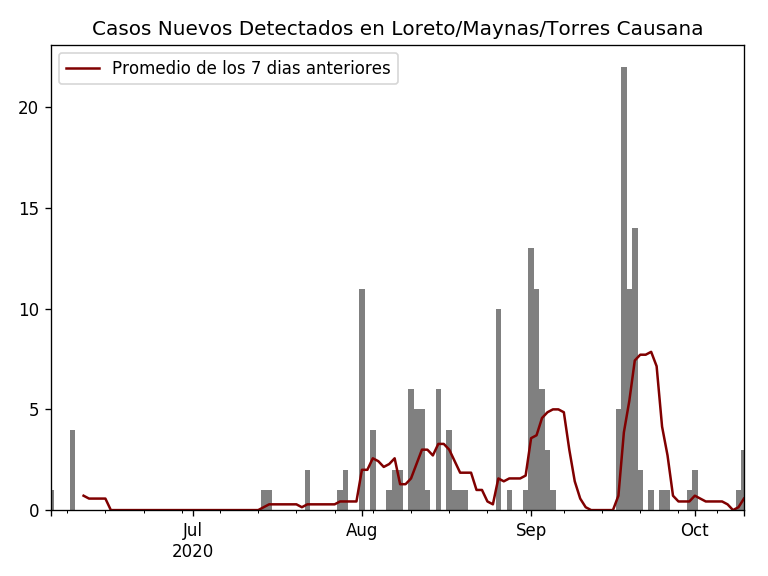 Casos Nuevos Detectados en Loreto/Maynas/Torres Causana
Promedio de los 7 dias anteriores
20
15
10
5
0
Jul
2020
Aug
Sep
Oct